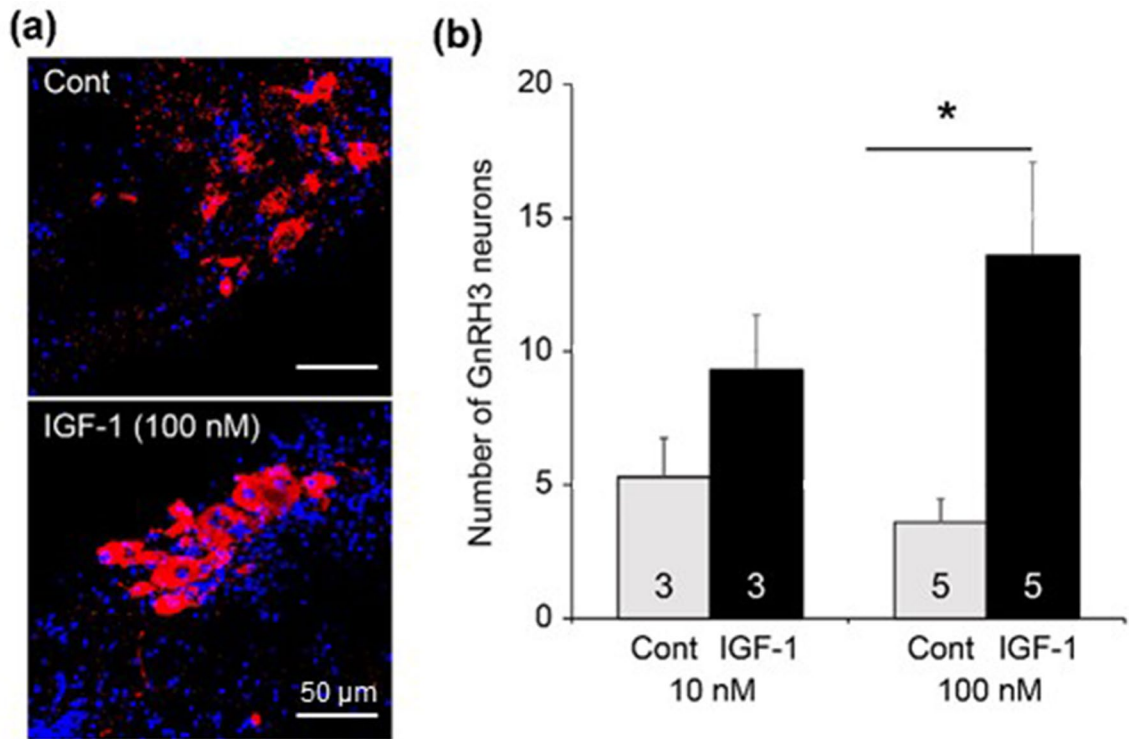 (a)
Cont
IGF-1 (100 nM)
50 µm
(b)
Number of GnRH3 neurons
20
15
10
5
0
*
3
3
5
5
Cont IGF-1
Cont IGF-1
10 nM
100 nM